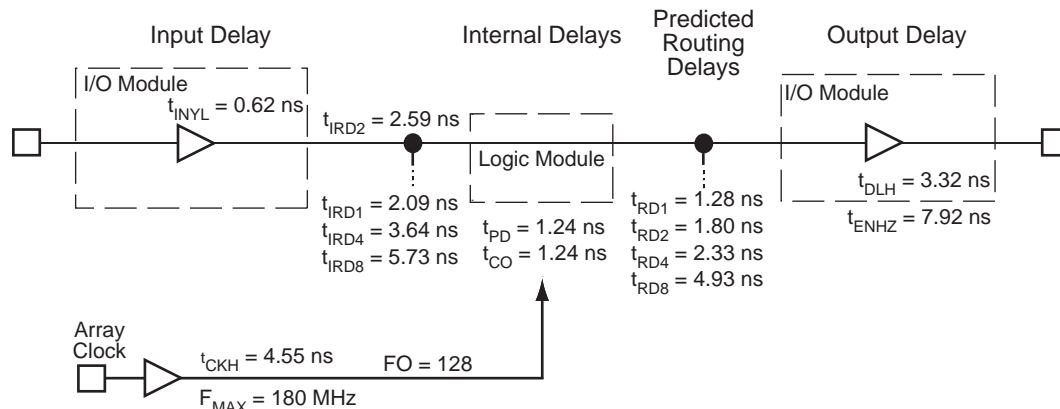 Input Delay
Internal Delays
Predicted
Routing
Delays
Output Delay
I/O Module
tINYL = 0.62 ns
tIRD2 = 2.59 ns
Logic Module
I/O Module
tDLH = 3.32 ns
tENHZ = 7.92 ns
tIRD1 = 2.09 ns
tIRD4 = 3.64 ns
tIRD8 = 5.73 ns
tPD = 1.24 ns
tCO = 1.24 ns
tRD1 = 1.28 ns
tRD2 = 1.80 ns
tRD4 = 2.33 ns
tRD8 = 4.93 ns
Array
Clock
tCKH = 4.55 ns
FO = 128
FMAX = 180 MHz